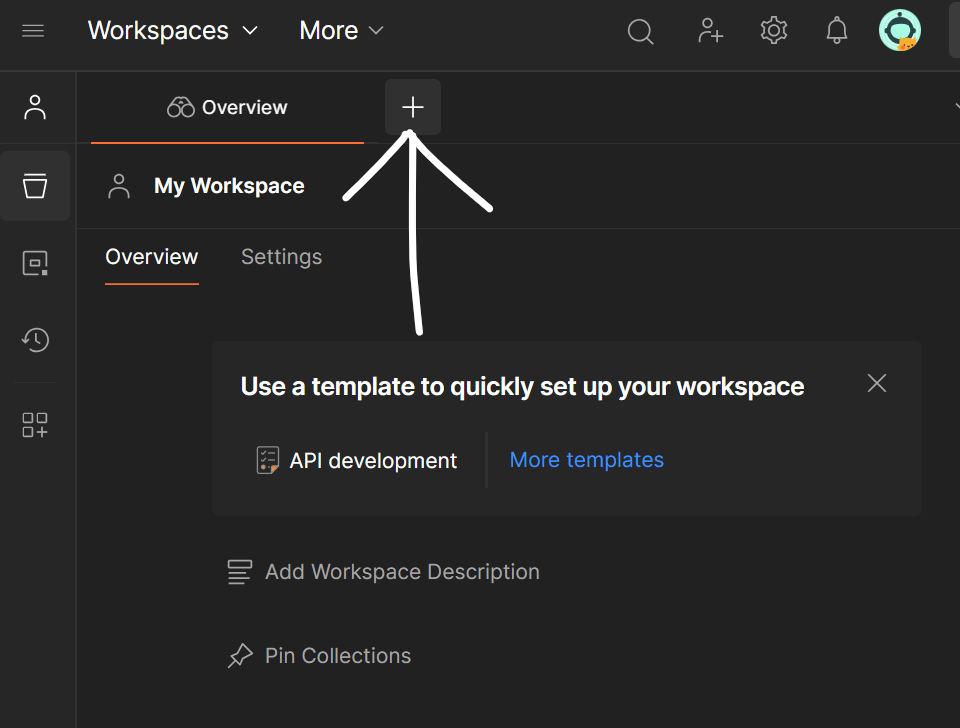 Workspaces More
Overview
My Workspace
Overview Settings
Use a template to quickly set up your workspace
API development More templates
Add Workspace Description
Pin Collections